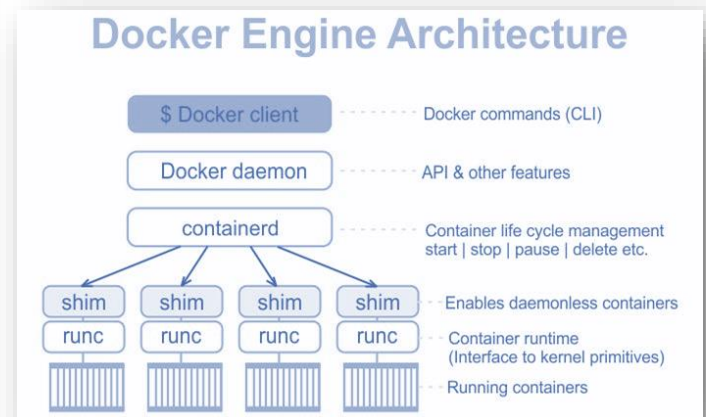 Docker Engine Architecture
$ Docker client
Docker commands (CLI)
Docker daemon
API & other features
containerd
Container life cycle management
start | stop | pause | delete etc.
shim shim shim shim
Enables daemonless containers
runc runc runc runc
Container runtime
(Interface to kernel primitives)
Running containers